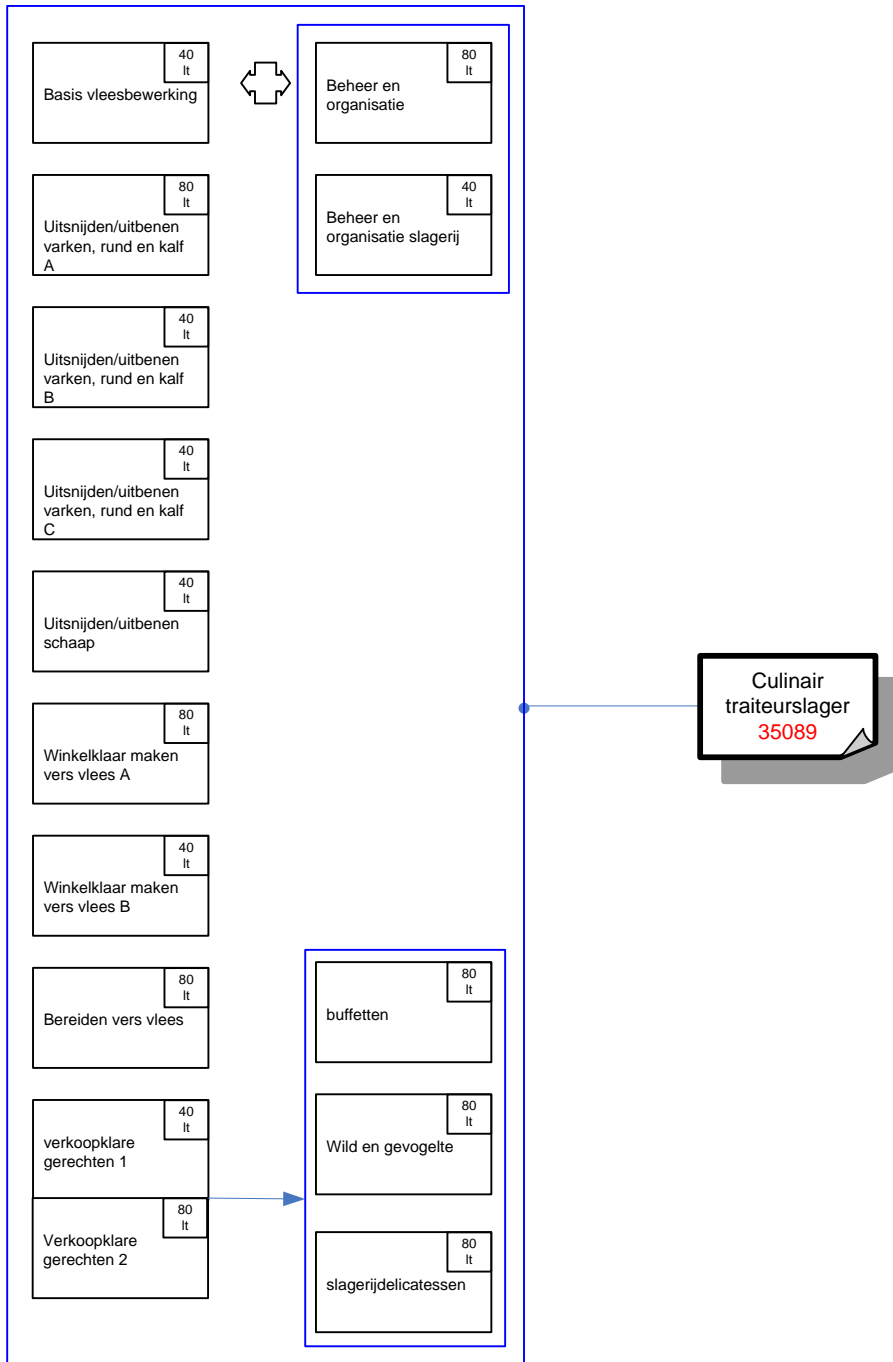 40
lt
Basis vleesbewerking
80
lt
Uitsnijden/uitbenen
varken, rund en kalf
A
40
lt
Uitsnijden/uitbenen
varken, rund en kalf
B
40
lt
Uitsnijden/uitbenen
varken, rund en kalf
C
40
lt
Uitsnijden/uitbenen
schaap
80
lt
Winkelklaar maken
vers vlees A
40
lt
Winkelklaar maken
vers vlees B
80
lt
Bereiden vers vlees
40
lt
verkoopklare
gerechten 1
80
lt
Verkoopklare
gerechten 2
80
lt
Beheer en
organisatie
40
lt
Beheer en
organisatie slagerij
80
lt
buffetten
80
lt
Wild en gevogelte
80
lt
slagerijdelicatessen
Culinair
traiteurslager
35089